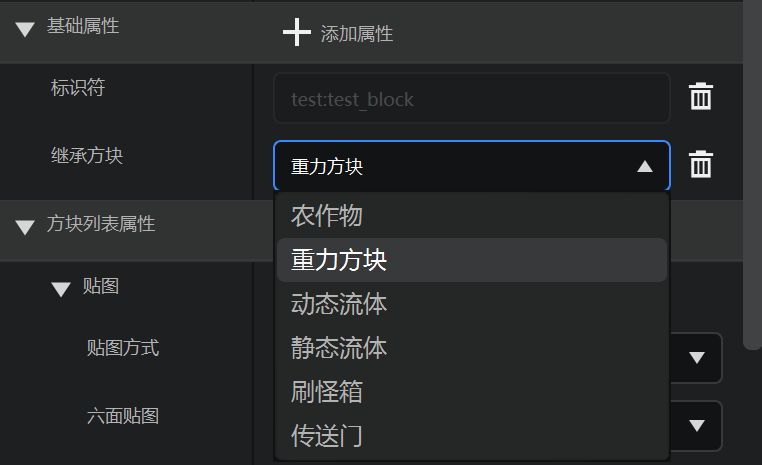 基础属性
添加属性
标识符
test:test_block
继承方块
重力方块
农作物
方块列表属性
重力方块
贴图
动态流体
贴图方式
静态流体
刷怪箱
六面贴图
传送门